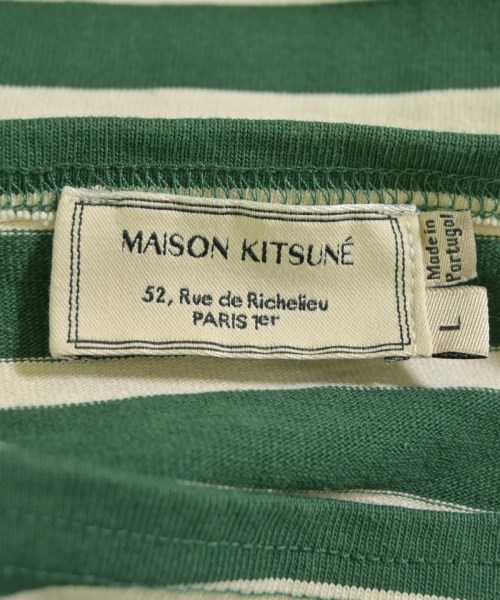 MAISON KITSUNÉ
52, Rue de Richelieu
PARIS 1er
Made in
Portugal
L